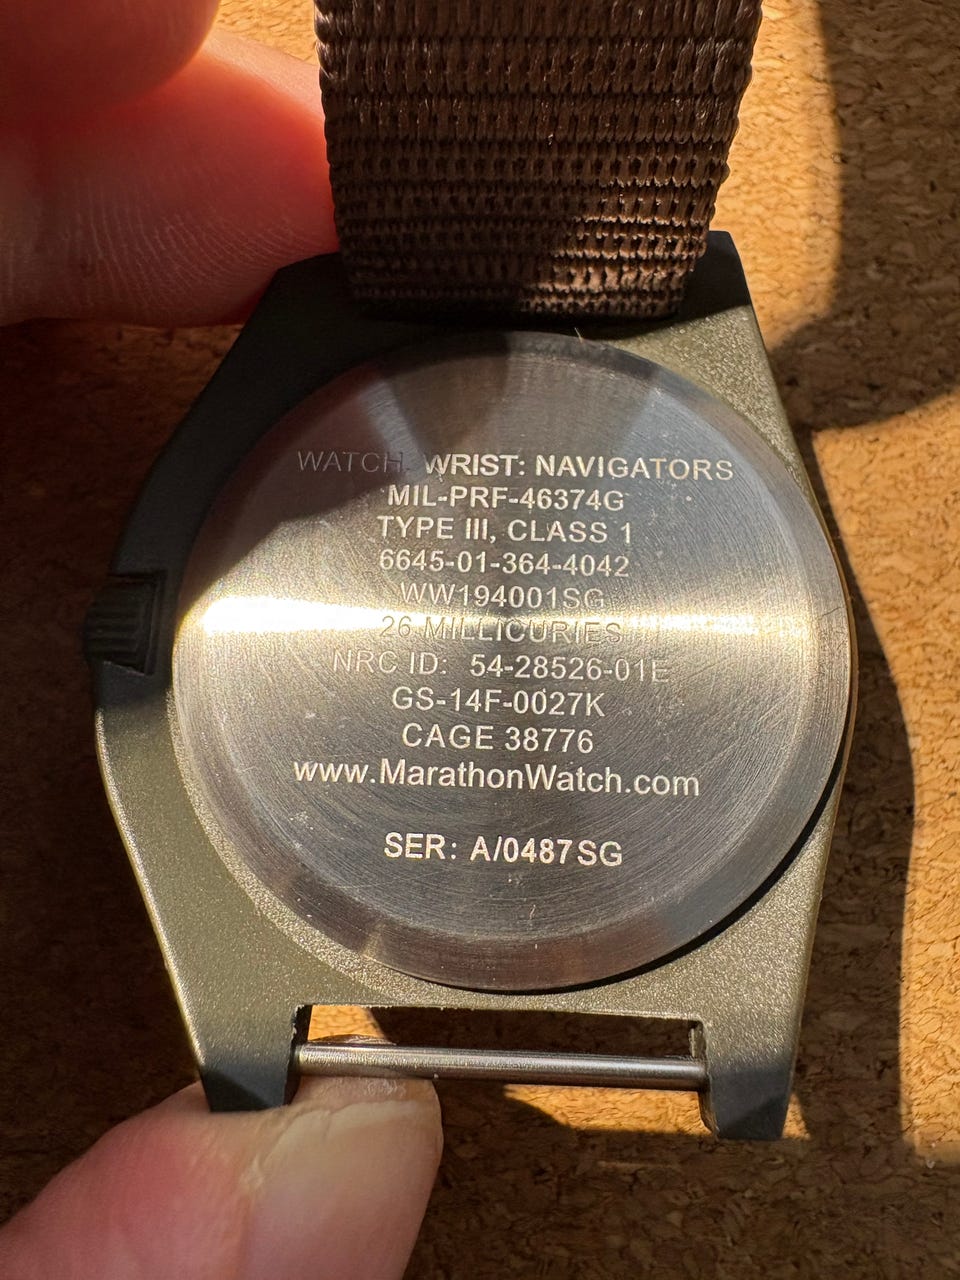 WATCH, WRIST: NAVIGATORS
MIL-PRF-46374G
TYPE III, CLASS 1
6645-01-364-4042
WW194001SG
26 MILLICURIES
NRC ID: 54-28526-01E
GS-14F-0027K
CAGE 38776
www.MarathonWatch.com
SER: A/0487SG